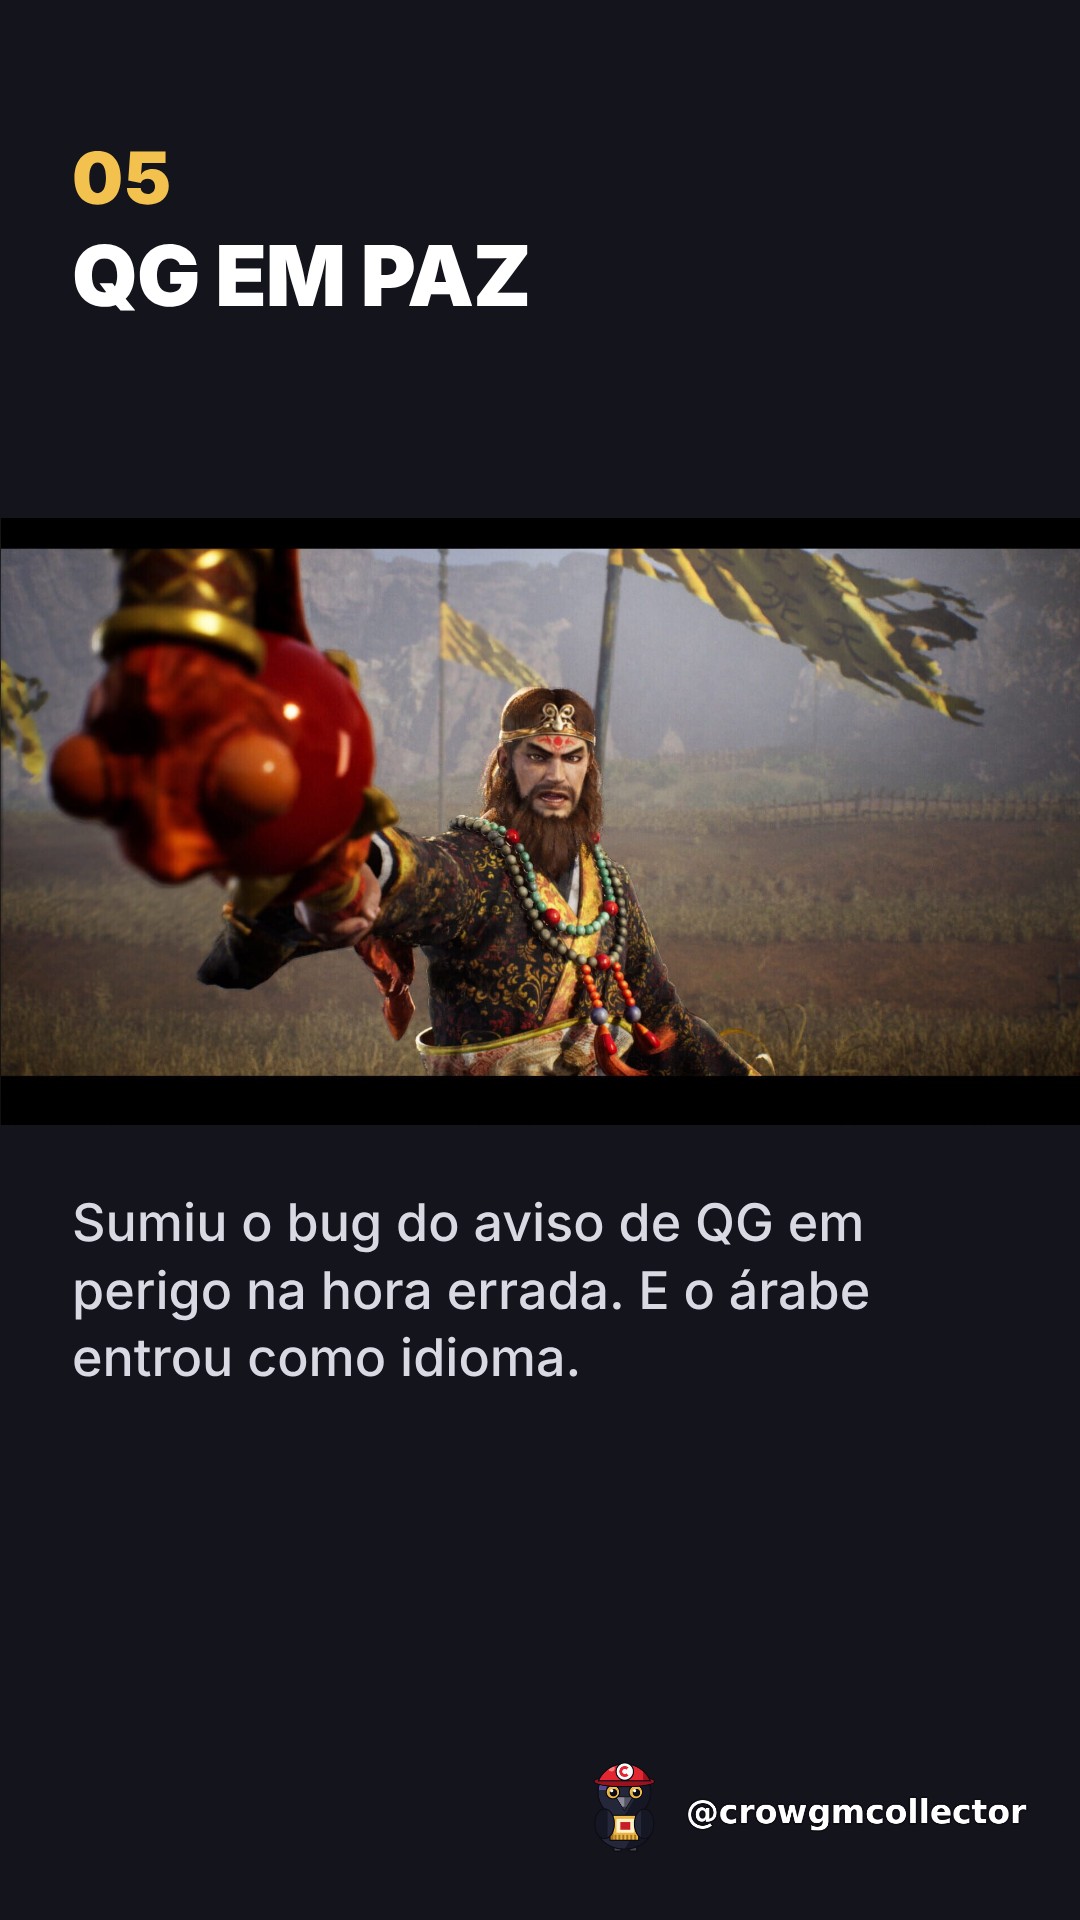 05
QG EM PAZ
Sumiu o bug do aviso de QG em
perigo na hora errada. E o árabe
entrou como idioma.
@crowgmcollector